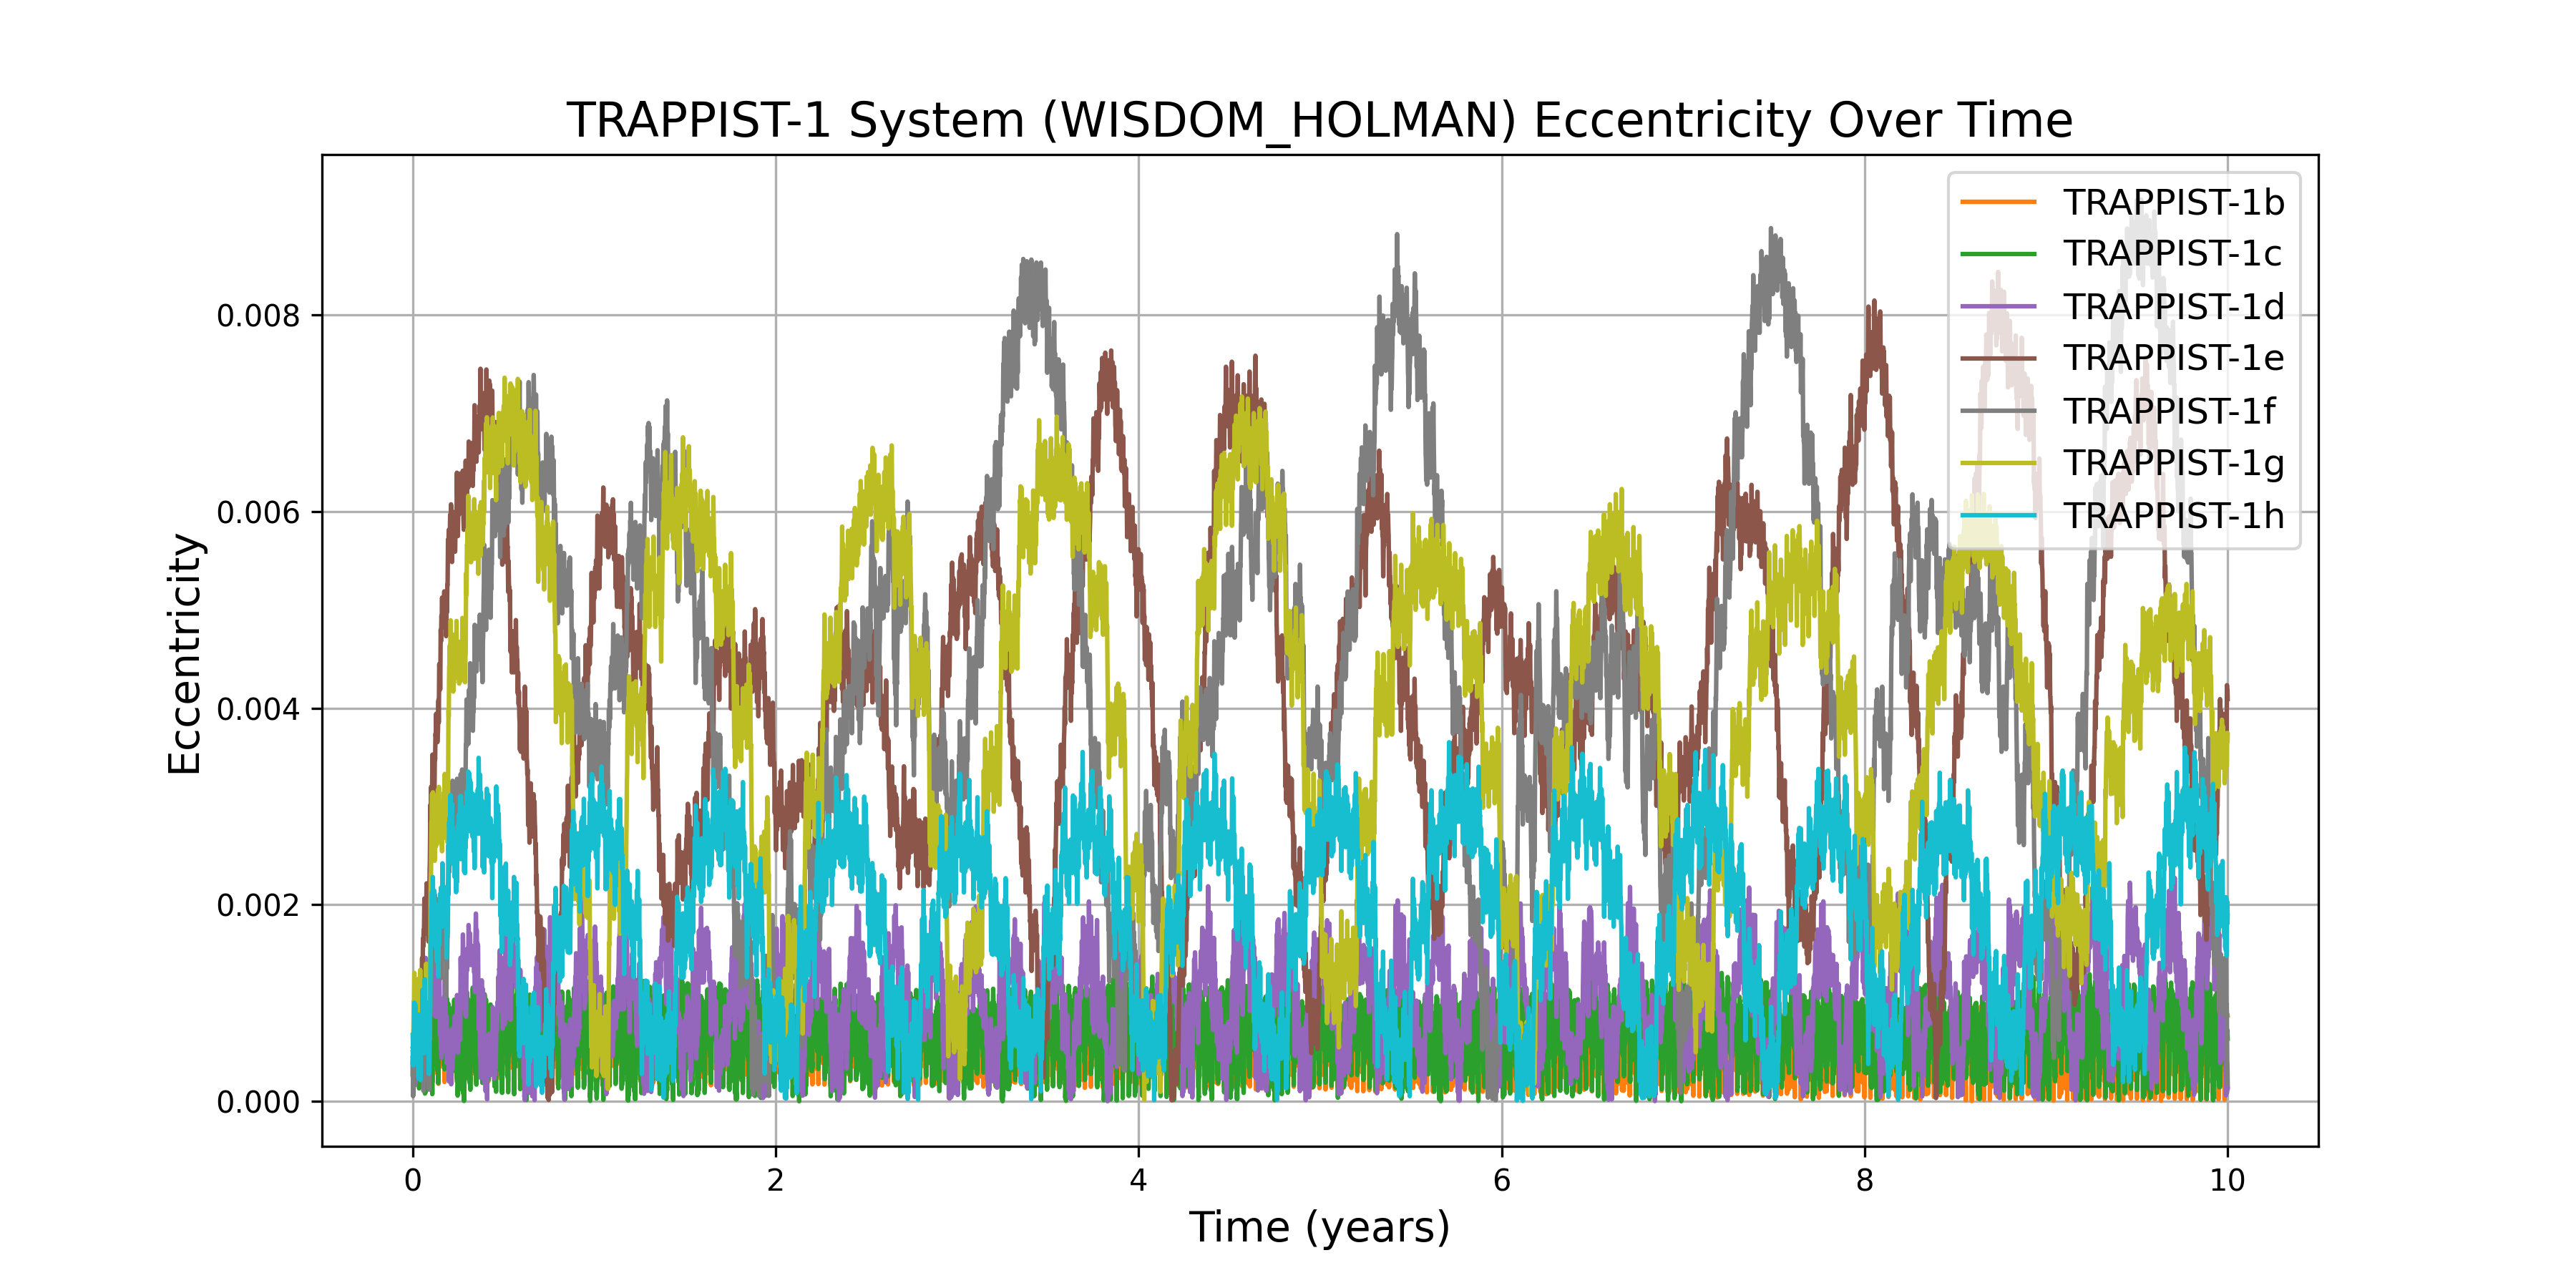 TRAPPIST-1 System (WISDOM_HOLMAN) Eccentricity Over Time
TRAPPIST-1b
TRAPPIST-1c
TRAPPIST-1d
TRAPPIST-1e
TRAPPIST-1f
TRAPPIST-1g
TRAPPIST-1h
Eccentricity
0.008
0.006
0.004
0.002
0.000
0 2 4 6 8 10
Time (years)